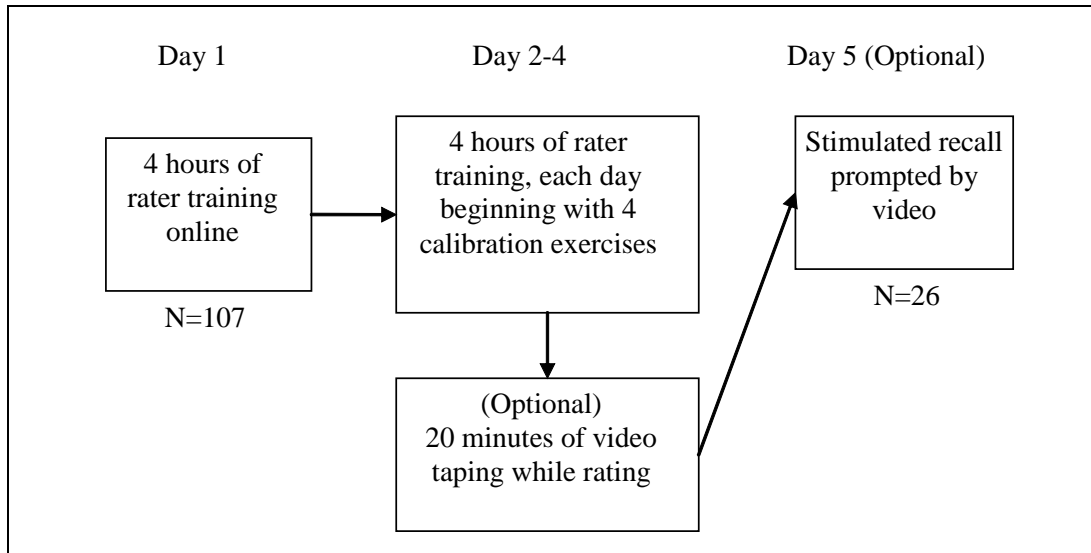 Day 1
Day 2-4
Day 5 (Optional)
4 hours of
rater training
online
N=107
4 hours of rater
training, each day
beginning with 4
calibration exercises
(Optional)
20 minutes of video
taping while rating
Stimulated recall
prompted by
video
N=26